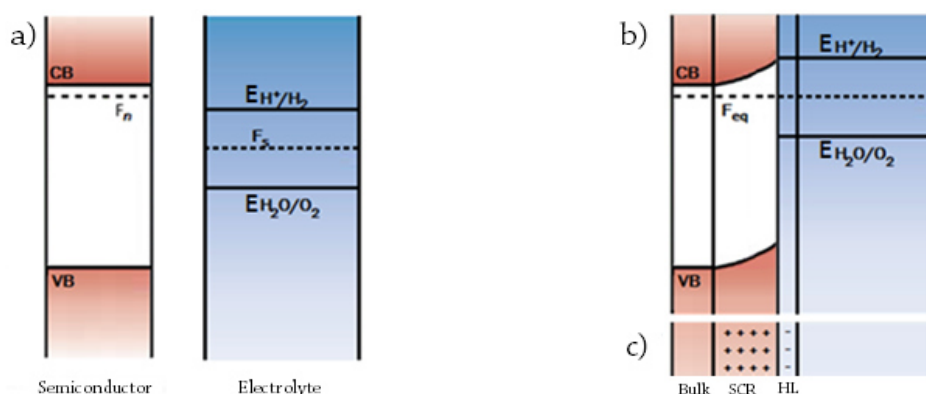 a)
CB
Fn
VB
EH+/H2
Fs
EH2O/O2
Semiconductor
Electrolyte
b)
CB
Feq
VB
EH+/H2
EH2O/O2
c)
+ + + +
+ + + +
+ + + +
-
-
-
Bulk
SCR
HL